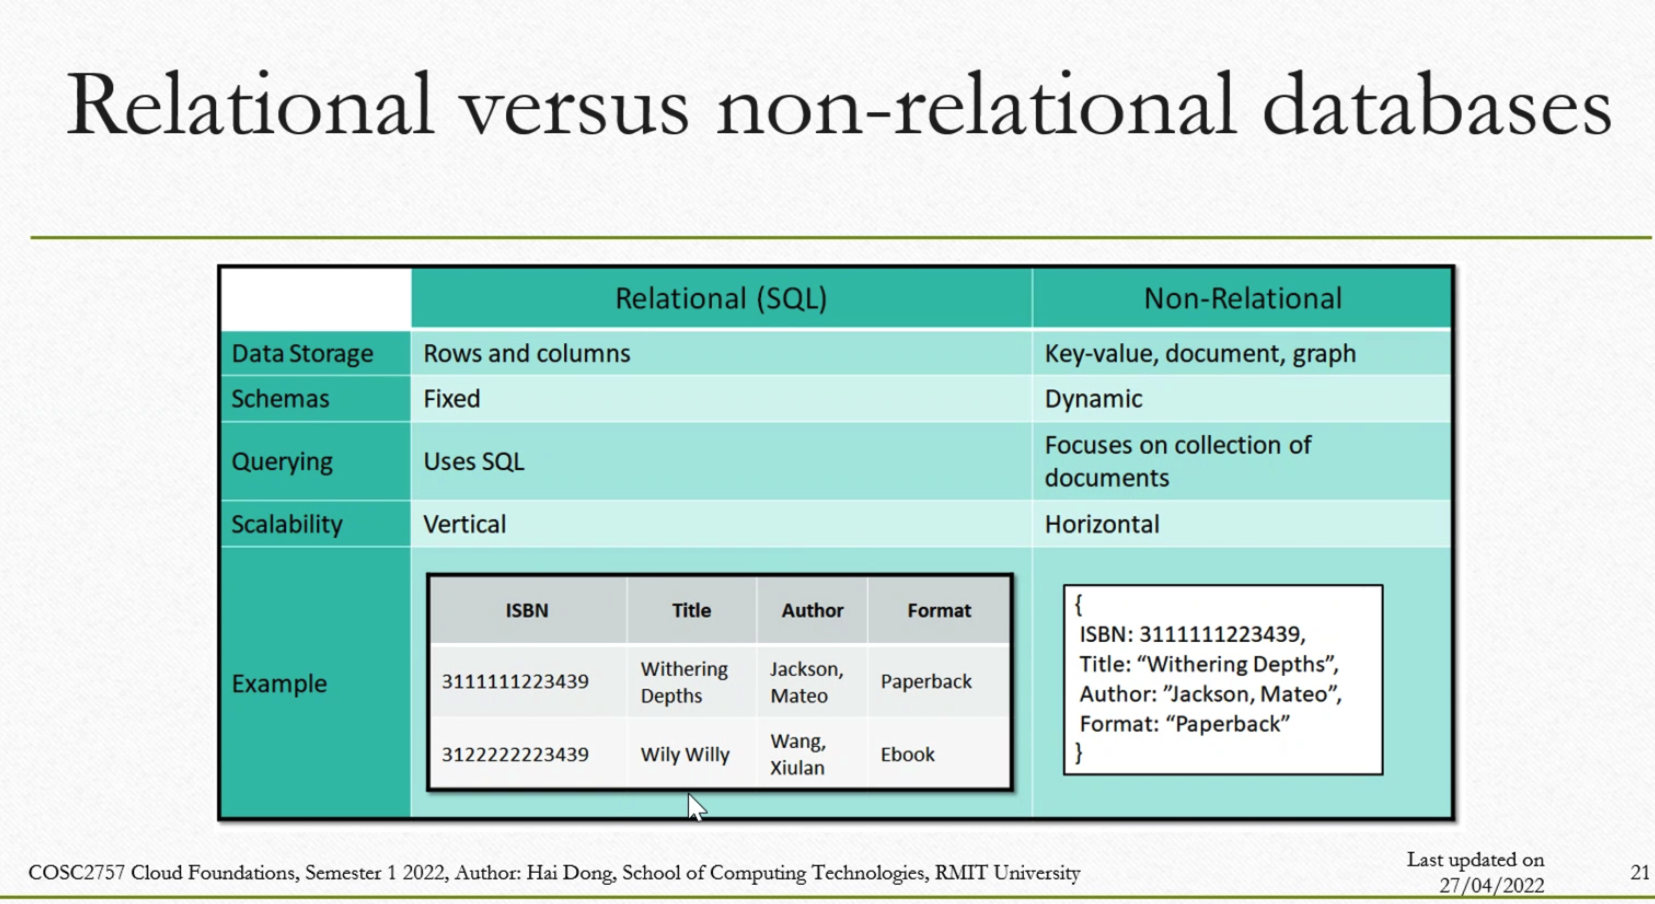 Relational versus non-relational databases
Relational (SQL)
Non-Relational
Data Storage
Rows and columns
Key-value, document, graph
Schemas
Fixed
Dynamic
Querying
Uses SQL
Focuses on collection of
documents
Scalability
Vertical
Horizontal
Example
ISBN
Title
Author
Format
3111111223439
Withering
Depths
Jackson,
Mateo
Paperback
3122222223439
Wily Willy
Wang,
Xiulan
Ebook
{
ISBN: 3111111223439,
Title: “Withering Depths”,
Author: ”Jackson, Mateo”,
Format: “Paperback”
}
COSC2757 Cloud Foundations, Semester 1 2022, Author: Hai Dong, School of Computing Technologies, RMIT University
Last updated on
27/04/2022
21